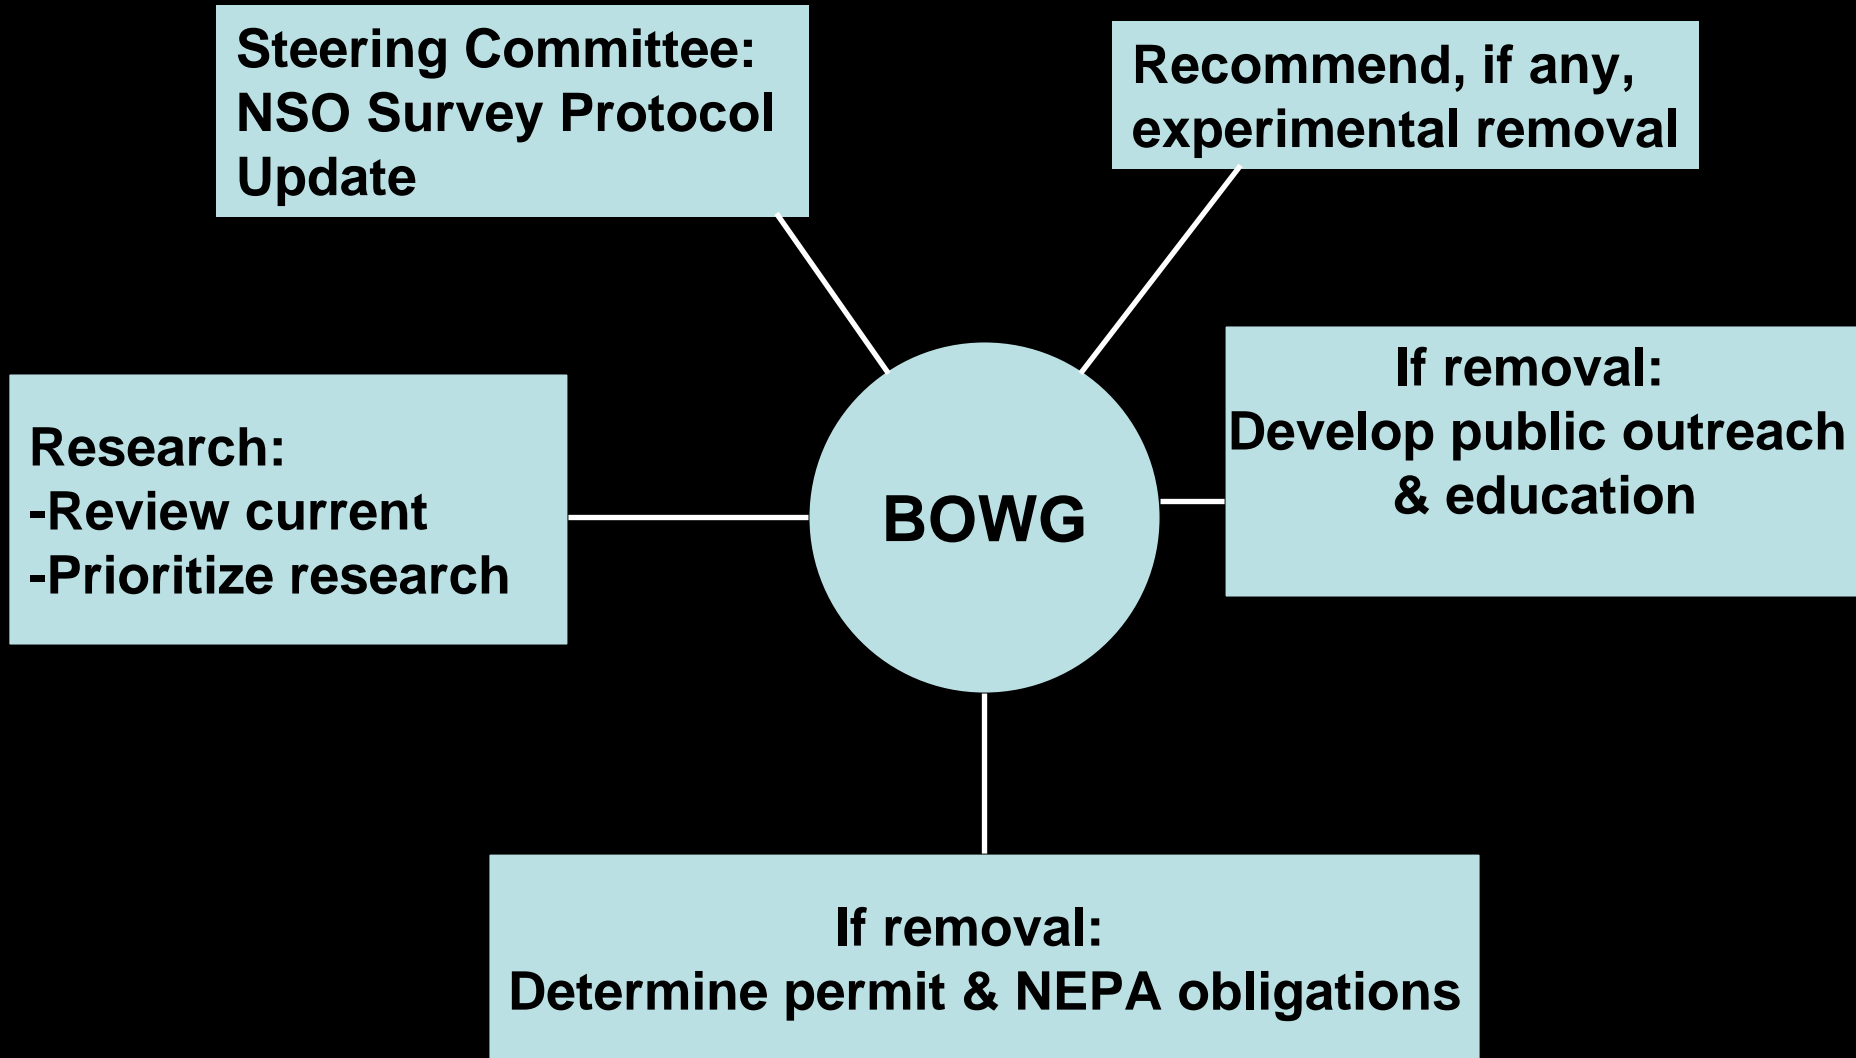 Steering Committee:
NSO Survey Protocol
Update
Recommend, if any,
experimental removal
If removal:
Develop public outreach
& education
Research:
-Review current
-Prioritize research
BOWG
If removal:
Determine permit & NEPA obligations